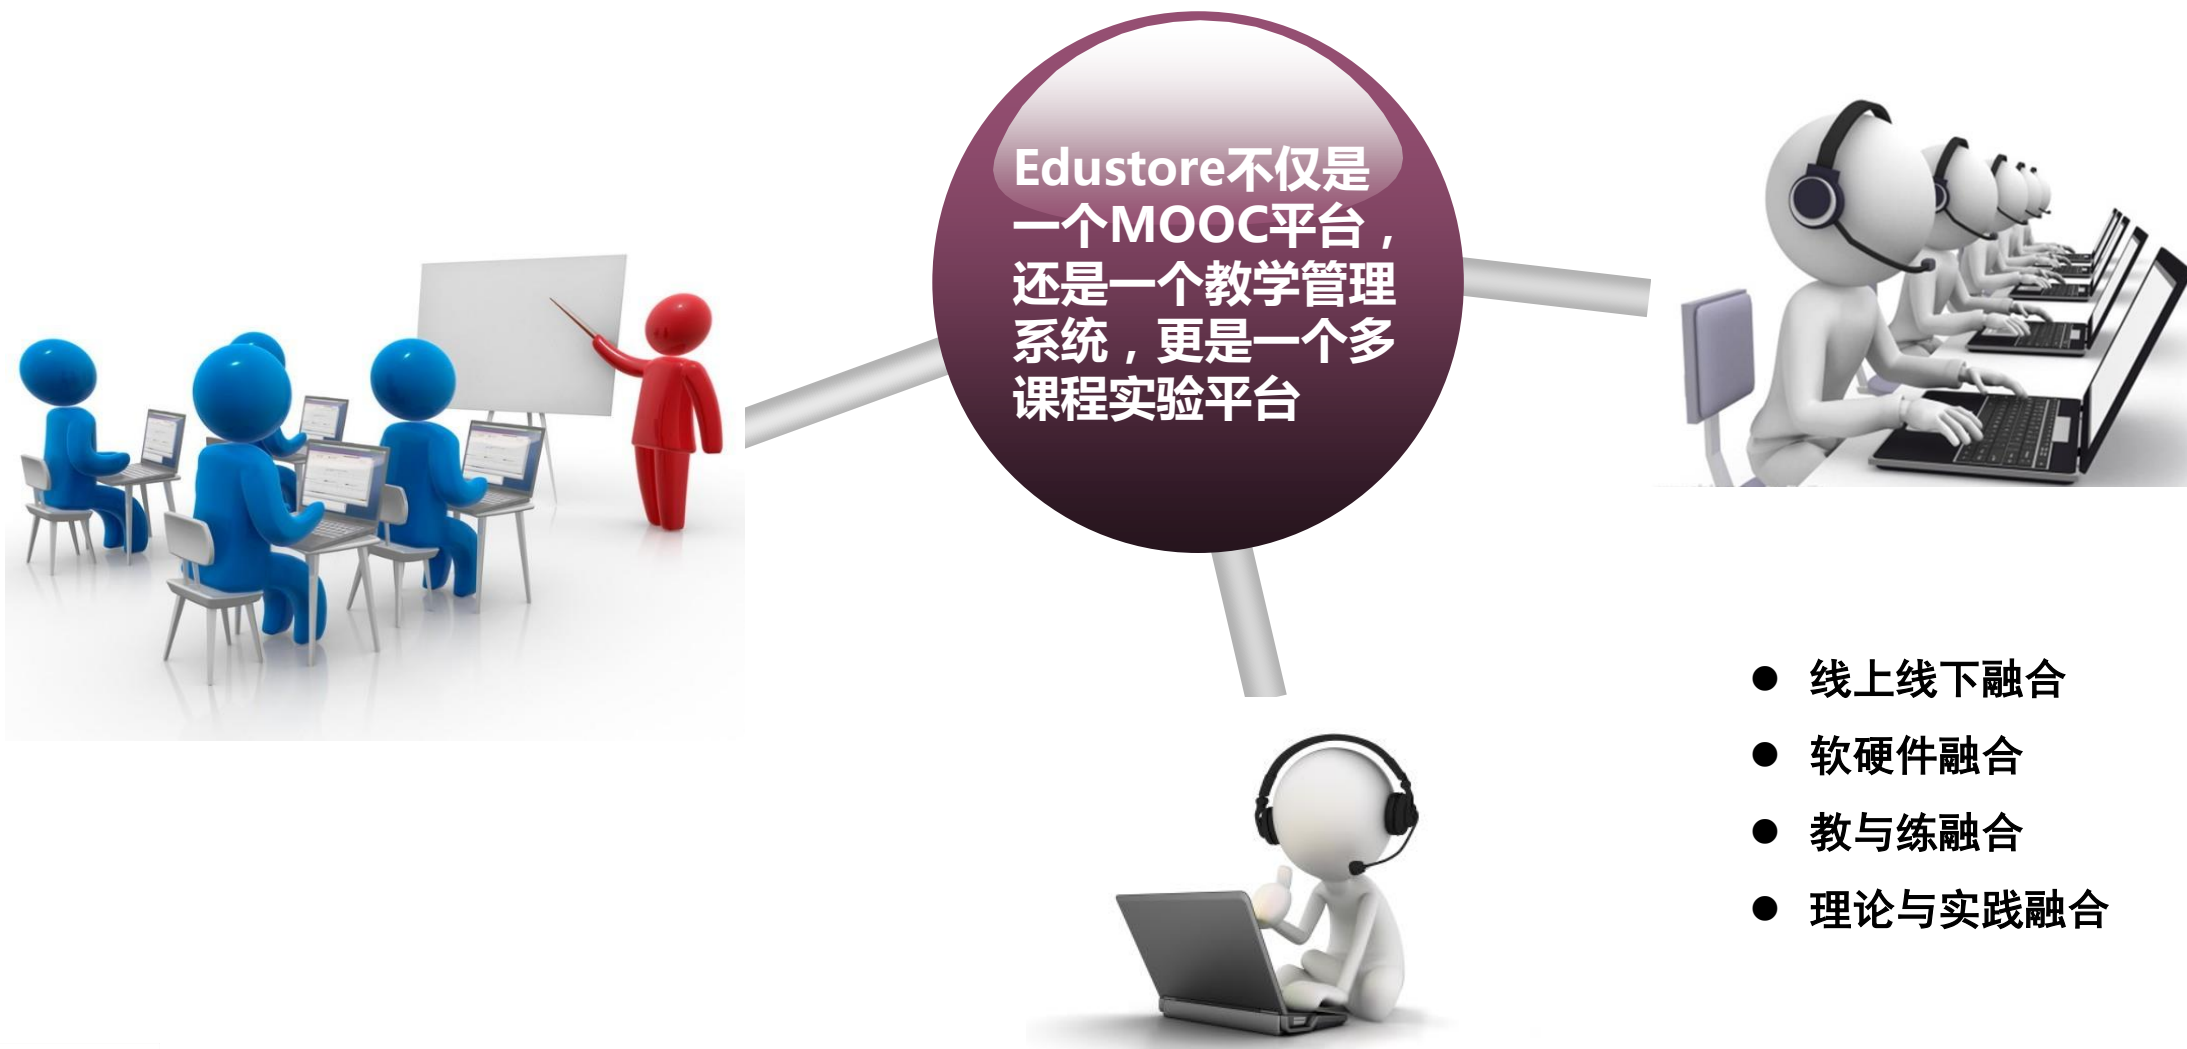 Edustore不仅是
一个MOOC平台，
还是一个教学管理
系统，更是一个多
课程实验平台
● 线上线下融合
● 软硬件融合
● 教与练融合
● 理论与实践融合